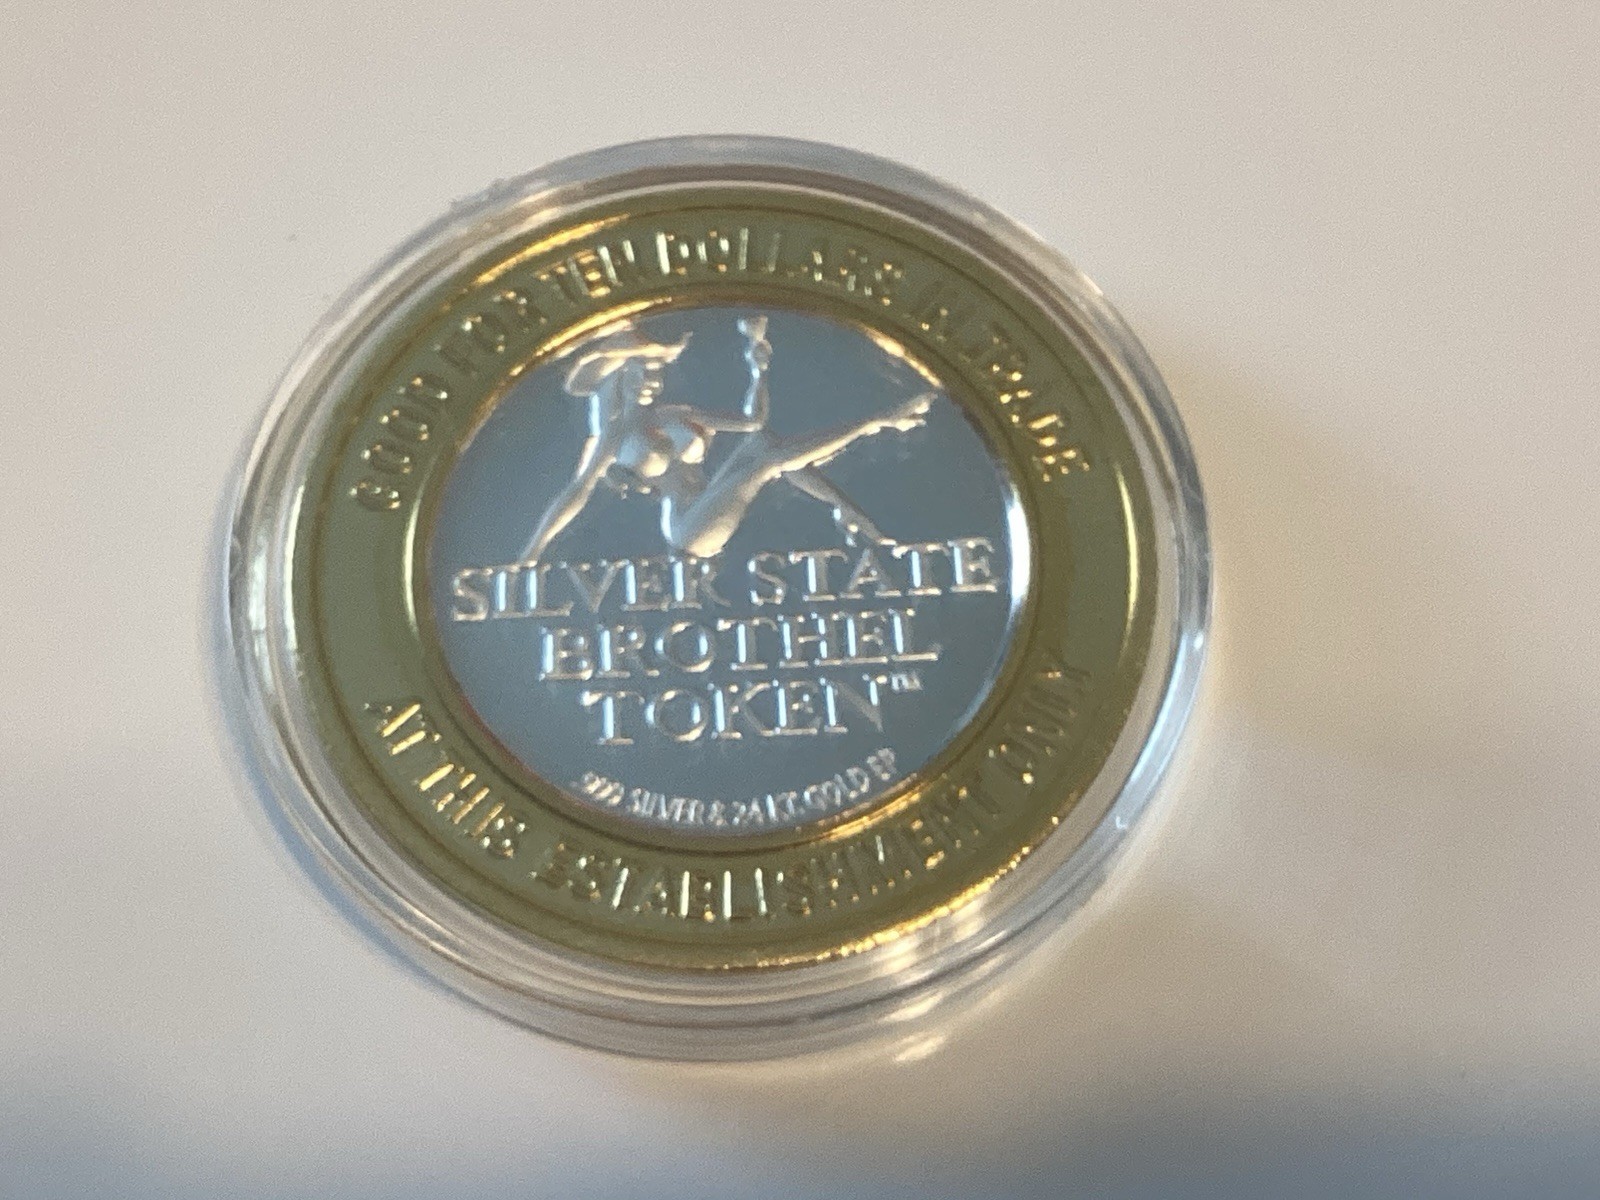 GOOD FOR TEN DOLLARS IN TRADE
SILVER STATE
BROTHEL
TOKEN™
.999 SILVER & 24 KT. GOLD EP
AT THIS ESTABLISHMENT ONLY